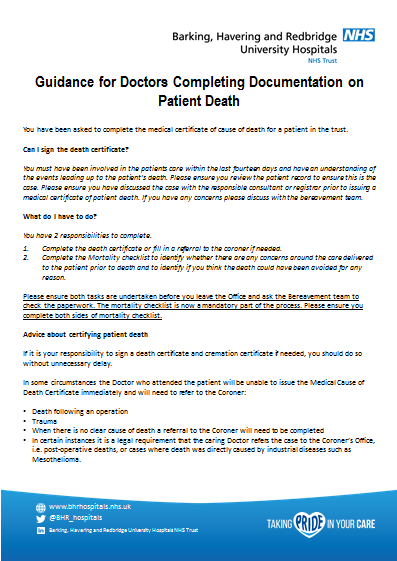 Barking, Havering and Redbridge NHS
University Hospitals
NHS Trust
Guidance for Doctors Completing Documentation on
Patient Death
You have been asked to complete the medical certificate of cause of death for a patient in the trust.
Can I sign the death certificate?
You must have been involved in the patients care within the last fourteen days and have an understanding of
the events leading up to the patient's death. Please ensure you review the patient record to ensure this is the
case. Please ensure you have discussed the case with the responsible consultant or registrar prior to issuing a
medical certificate of patient death. If you have any concerns please discuss with the bereavement team.
What do I have to do?
You have 2 responsibilities to complete.
1. Complete the death certificate or fill in a referral to the coroner if needed.
2. Complete the Mortality checklist to identify whether there are any concerns around the care delivered
to the patient prior to death and to identify if you think the death could have been avoided for any
reason.
Please ensure both tasks are undertaken before you leave the Office and ask the Bereavement team to
check the paperwork. The mortality checklist is now a mandatory part of the process. Please ensure you
complete both sides of mortality checklist.
Advice about certifying patient death
If it is your responsibility to sign a death certificate and cremation certificate if needed, you should do so
without unnecessary delay.
In some circumstances the Doctor who attended the patient will be unable to issue the Medical Cause of
Death Certificate immediately and will need to refer to the Coroner:
• Death following an operation
• Trauma
• When there is no clear cause of death a referral to the Coroner will need to be completed
• In certain instances it is a legal requirement that the caring Doctor refers the case to the Coroner's Office,
i.e. post-operative deaths, or cases where death was directly caused by industrial diseases such as
Mesothelioma.
www.bhrhospitals.nhs.uk
@BHR_hospitals
Barking, Havering and Redbridge University Hospitals NHS Trust
TAKING PRIDE IN YOUR CARE